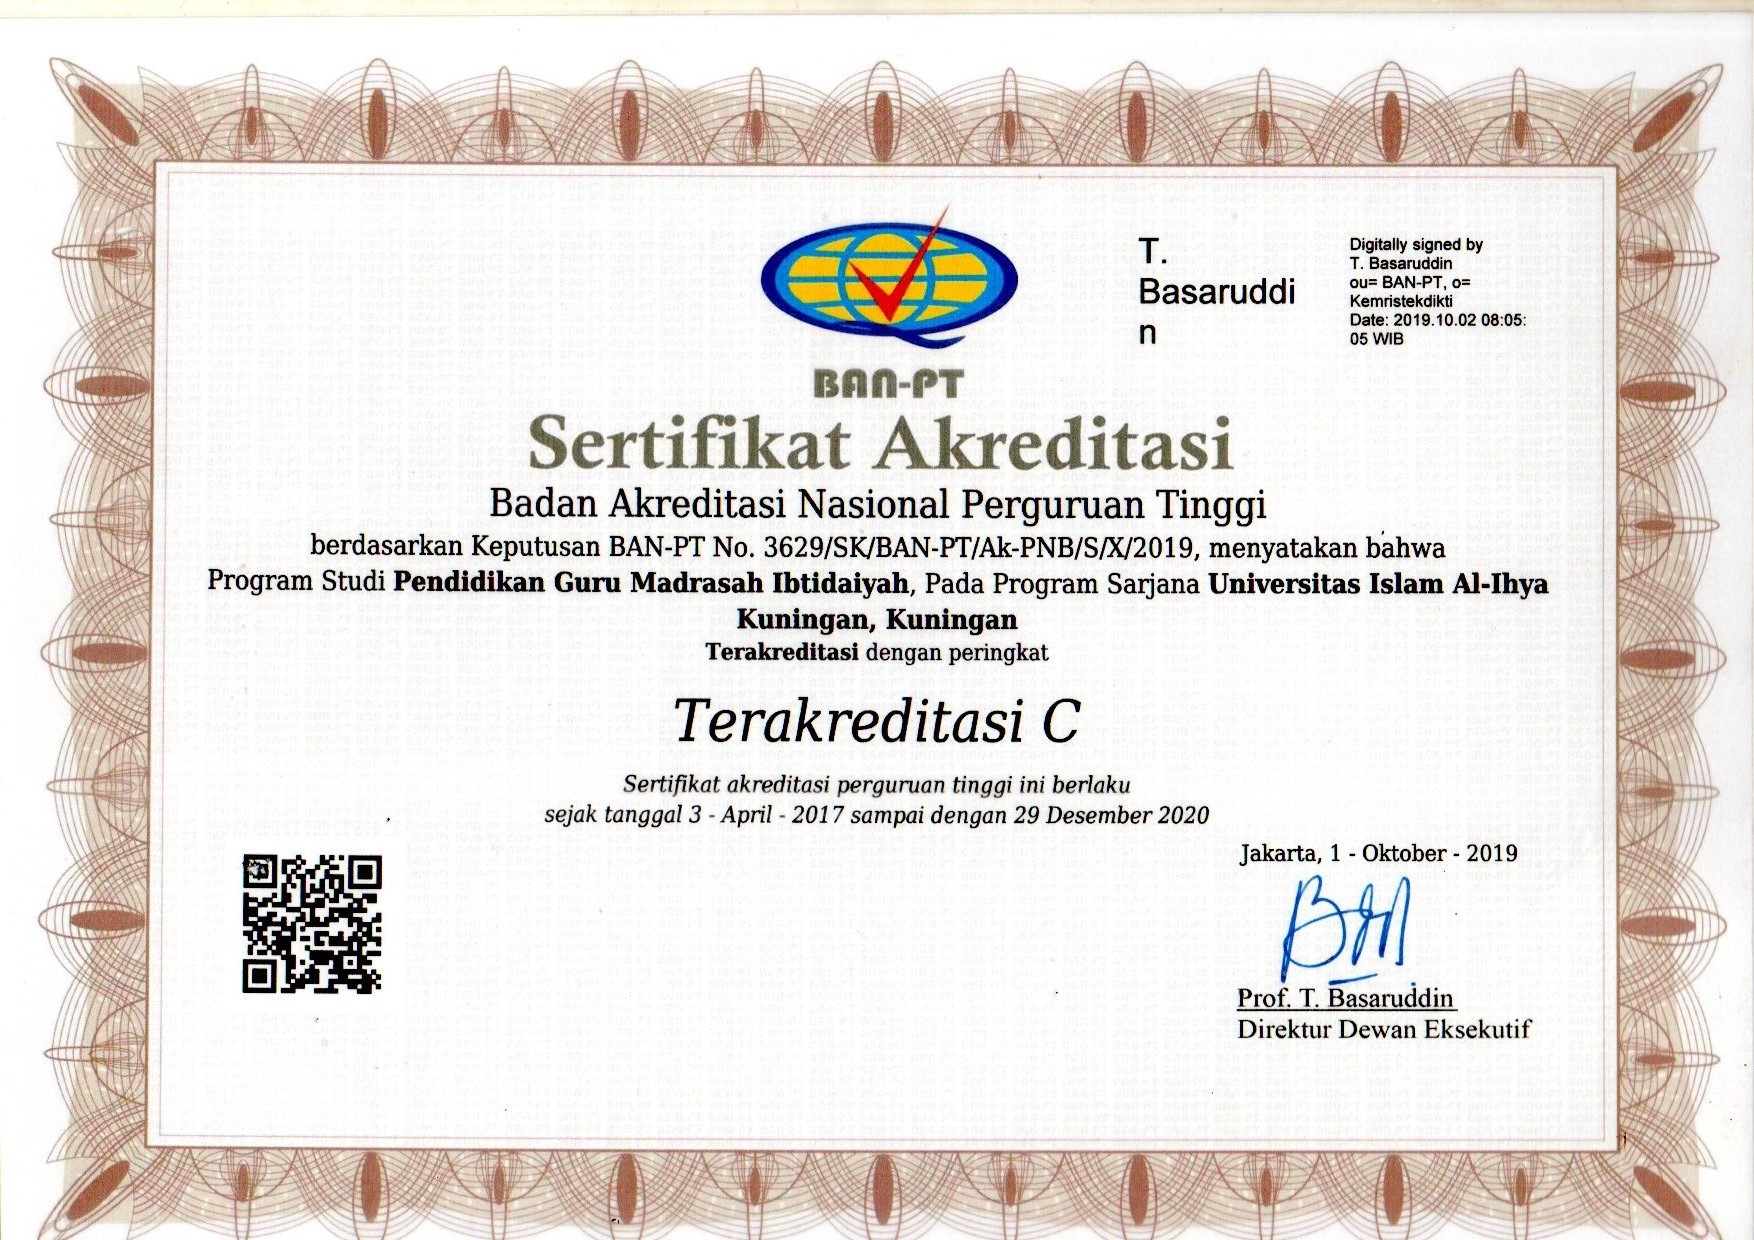 T.
Basaruddi
n
Digitally signed by
T. Basaruddin
ou= BAN-PT, o=
Kemristekdikti
Date: 2019.10.02 08:05:
05 WIB
BAN-PT
Sertifikat Akreditasi
Badan Akreditasi Nasional Perguruan Tinggi
berdasarkan Keputusan BAN-PT No. 3629/SK/BAN-PT/Ak-PNB/S/X/2019, menyatakan bahwa
Program Studi Pendidikan Guru Madrasah Ibtidaiyah, Pada Program Sarjana Universitas Islam Al-Ihya
Kuningan, Kuningan
Terakreditasi dengan peringkat
Terakreditasi C
Sertifikat akreditasi perguruan tinggi ini berlaku
sejak tanggal 3 - April - 2017 sampai dengan 29 Desember 2020
Jakarta, 1 - Oktober - 2019
Prof. T. Basaruddin
Direktur Dewan Eksekutif